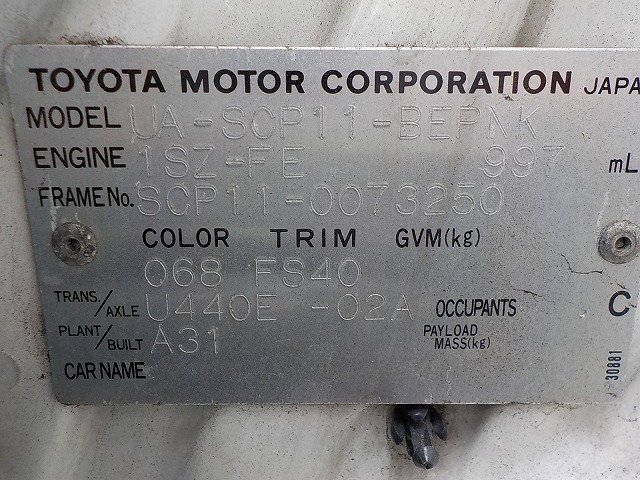 TOYOTA MOTOR CORPORATION JAPA
MODEL UA-SCP11-BEPNK
ENGINE 1SZ-FE 997 mL
FRAME No. SCP11-0073250
COLOR TRIM GVM(kg)
068 FS40
TRANS./AXLE U440E -02A OCCUPANTS C
PLANT/BUILT A31 PAYLOAD MASS(kg)
CAR NAME
30881